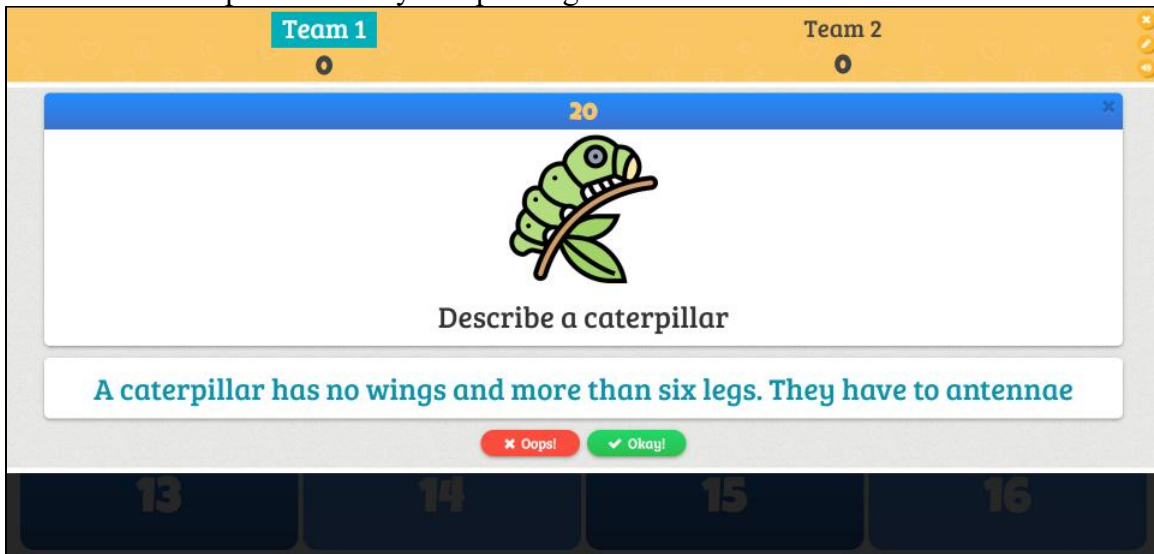 Team 1
Team 2
0
0
20
Describe a caterpillar
A caterpillar has no wings and more than six legs. They have to antennae
Oops!
Okay!
13
14
15
16